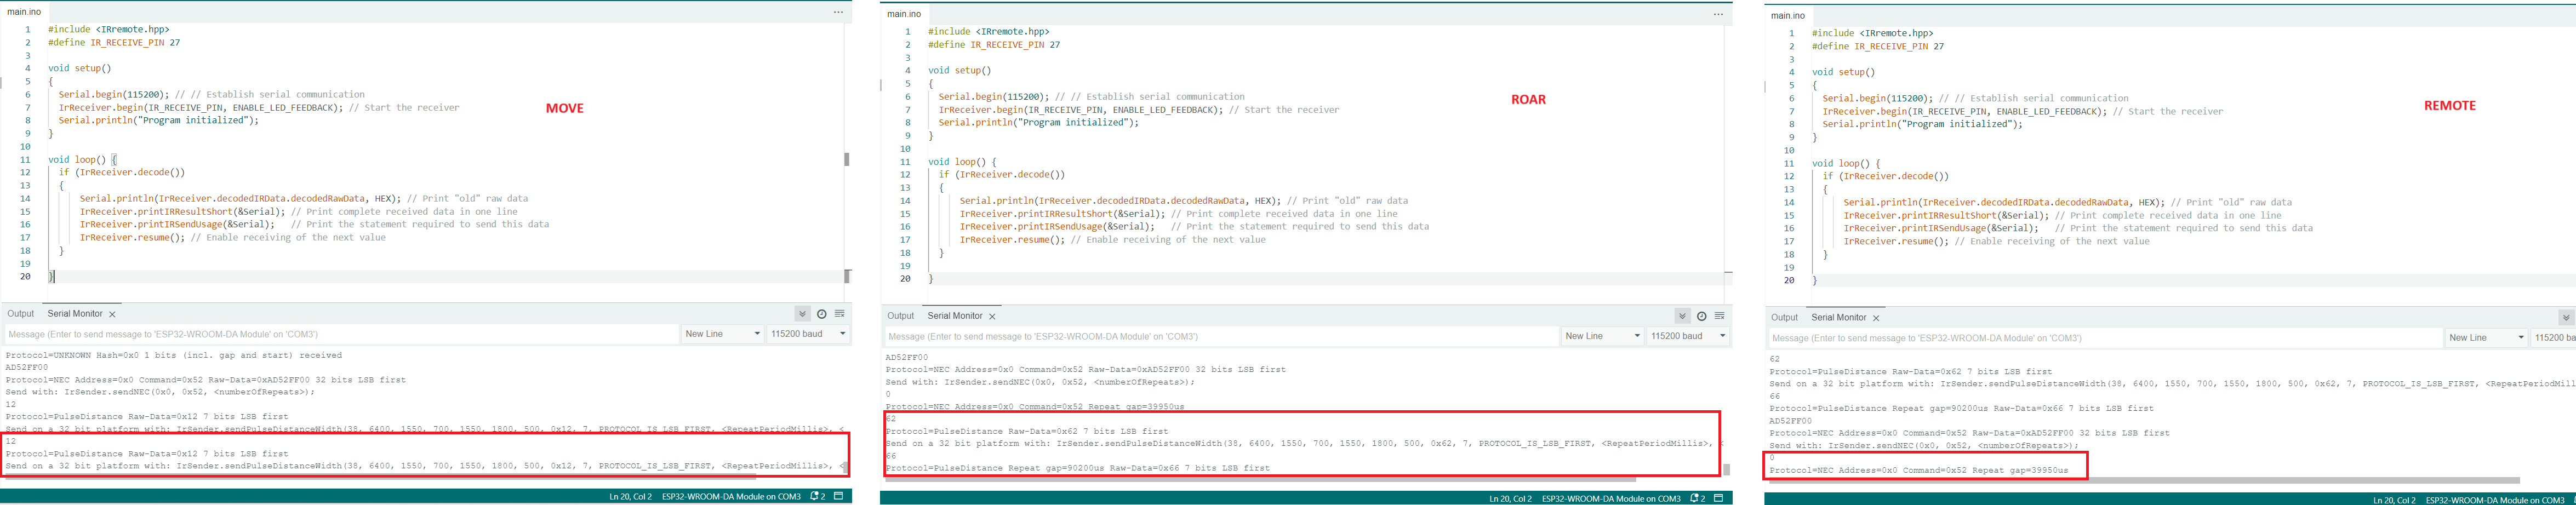 main.ino
...
1 #include <IRremote.hpp>
2 #define IR_RECEIVE_PIN 27
3
4 void setup()
5 {
6 Serial.begin(115200); // // Establish serial communication
7 IrReceiver.begin(IR_RECEIVE_PIN, ENABLE_LED_FEEDBACK); // Start the receiver
8 Serial.println("Program initialized");
9 }
10
11 void loop() {
12 if (IrReceiver.decode())
13 {
14 Serial.println(IrReceiver.decodedIRData.decodedRawData, HEX); // Print "old" raw data
15 IrReceiver.printIRResultShort(&Serial); // Print complete received data in one line
16 IrReceiver.printIRSendUsage(&Serial); // Print the statement required to send this data
17 IrReceiver.resume(); // Enable receiving of the next value
18 }
19
20 }
MOVE
Output Serial Monitor
Message (Enter to send message to 'ESP32-WROOM-DA Module' on 'COM3')
New Line 115200 baud
Protocol=UNKNOWN Hash=0x0 1 bits (incl. gap and start) received
AD52FF00
Protocol=NEC Address=0x0 Command=0x52 Raw-Data=0xAD52FF00 32 bits LSB first
Send with: IrSender.sendNEC(0x0, 0x52, <numberOfRepeats>);
12
Protocol=PulseDistance Raw-Data=0x12 7 bits LSB first
Send on a 32 bit platform with: IrSender.sendPulseDistanceWidth(38, 6400, 1550, 700, 1550, 1800, 500, 0x12, 7, PROTOCOL_IS_LSB_FIRST, <RepeatPeriodMillis>, <
12
Protocol=PulseDistance Raw-Data=0x12 7 bits LSB first
Send on a 32 bit platform with: IrSender.sendPulseDistanceWidth(38, 6400, 1550, 700, 1550, 1800, 500, 0x12, 7, PROTOCOL_IS_LSB_FIRST, <RepeatPeriodMillis>, <
Ln 20, Col 2 ESP32-WROOM-DA Module on COM3 2
main.ino
...
1 #include <IRremote.hpp>
2 #define IR_RECEIVE_PIN 27
3
4 void setup()
5 {
6 Serial.begin(115200); // // Establish serial communication
7 IrReceiver.begin(IR_RECEIVE_PIN, ENABLE_LED_FEEDBACK); // Start the receiver
8 Serial.println("Program initialized");
9 }
10
11 void loop() {
12 if (IrReceiver.decode())
13 {
14 Serial.println(IrReceiver.decodedIRData.decodedRawData, HEX); // Print "old" raw data
15 IrReceiver.printIRResultShort(&Serial); // Print complete received data in one line
16 IrReceiver.printIRSendUsage(&Serial); // Print the statement required to send this data
17 IrReceiver.resume(); // Enable receiving of the next value
18 }
19
20 }
ROAR
Output Serial Monitor
Message (Enter to send message to 'ESP32-WROOM-DA Module' on 'COM3')
New Line 115200 baud
AD52FF00
Protocol=NEC Address=0x0 Command=0x52 Raw-Data=0xAD52FF00 32 bits LSB first
Send with: IrSender.sendNEC(0x0, 0x52, <numberOfRepeats>);
0
Protocol=NEC Address=0x0 Command=0x52 Repeat gap=39950us
62
Protocol=PulseDistance Raw-Data=0x62 7 bits LSB first
Send on a 32 bit platform with: IrSender.sendPulseDistanceWidth(38, 6400, 1550, 700, 1550, 1800, 500, 0x62, 7, PROTOCOL_IS_LSB_FIRST, <RepeatPeriodMillis>, <
66
Protocol=PulseDistance Repeat gap=90200us Raw-Data=0x66 7 bits LSB first
Ln 20, Col 2 ESP32-WROOM-DA Module on COM3 2
main.ino
1 #include <IRremote.hpp>
2 #define IR_RECEIVE_PIN 27
3
4 void setup()
5 {
6 Serial.begin(115200); // // Establish serial communication
7 IrReceiver.begin(IR_RECEIVE_PIN, ENABLE_LED_FEEDBACK); // Start the receiver
8 Serial.println("Program initialized");
9 }
10
11 void loop() {
12 if (IrReceiver.decode())
13 {
14 Serial.println(IrReceiver.decodedIRData.decodedRawData, HEX); // Print "old" raw data
15 IrReceiver.printIRResultShort(&Serial); // Print complete received data in one line
16 IrReceiver.printIRSendUsage(&Serial); // Print the statement required to send this data
17 IrReceiver.resume(); // Enable receiving of the next value
18 }
19
20 }
REMOTE
Output Serial Monitor
Message (Enter to send message to 'ESP32-WROOM-DA Module' on 'COM3')
New Line 115200 ba
62
Protocol=PulseDistance Raw-Data=0x62 7 bits LSB first
Send on a 32 bit platform with: IrSender.sendPulseDistanceWidth(38, 6400, 1550, 700, 1550, 1800, 500, 0x62, 7, PROTOCOL_IS_LSB_FIRST, <RepeatPeriodMill
66
Protocol=PulseDistance Repeat gap=90200us Raw-Data=0x66 7 bits LSB first
AD52FF00
Protocol=NEC Address=0x0 Command=0x52 Raw-Data=0xAD52FF00 32 bits LSB first
Send with: IrSender.sendNEC(0x0, 0x52, <numberOfRepeats>);
0
Protocol=NEC Address=0x0 Command=0x52 Repeat gap=39950us
Ln 20, Col 2 ESP32-WROOM-DA Module on COM3